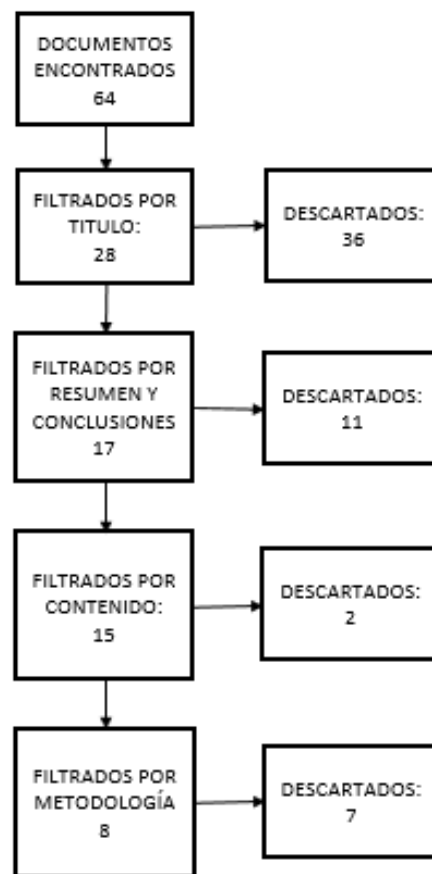 DOCUMENTOS
ENCONTRADOS
64
FILTRADOS POR
TITULO:
28
DESCARTADOS:
36
FILTRADOS POR
RESUMEN Y
CONCLUSIONES
17
DESCARTADOS:
11
FILTRADOS POR
CONTENIDO:
15
DESCARTADOS:
2
FILTRADOS POR
METODOLOGÍA
8
DESCARTADOS:
7